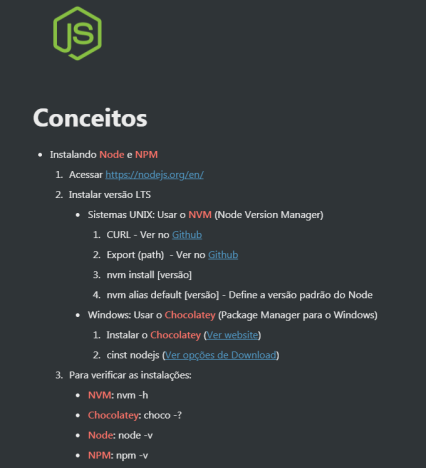 JS
Conceitos
Instalando Node e NPM
1. Acessar https://nodejs.org/en/
2. Instalar versão LTS
Sistemas UNIX: Usar o NVM (Node Version Manager)
1. CURL - Ver no Github
2. Export (path) - Ver no Github
3. nvm install [versão]
4. nvm alias default [versão] - Define a versão padrão do Node
Windows: Usar o Chocolatey (Package Manager para o Windows)
1. Instalar o Chocolatey (Ver website)
2. cinst nodejs (Ver opções de Download)
3. Para verificar as instalações:
NVM: nvm -h
Chocolatey: choco -?
Node: node -v
NPM: npm -v